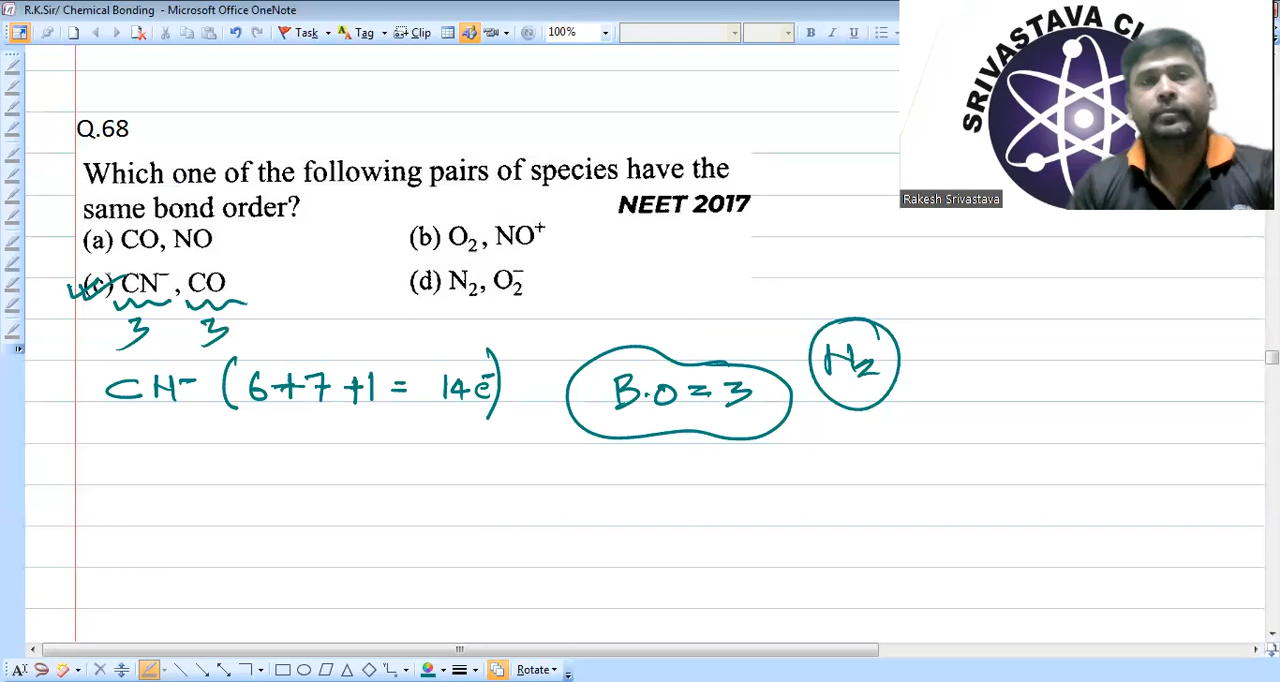 R.K.Sir/ Chemical Bonding - Microsoft Office OneNote
Task Tag Clip 100% B I U
SRIVASTAVA CL
Rakesh Srivastava
Q.68
Which one of the following pairs of species have the
same bond order?
NEET 2017
(a) CO, NO
(b) O₂, NO⁺
(c) CN⁻, CO
(d) N₂, O₂⁻
3 3
CN⁻ (6+7+1 = 14e⁻)
B.O = 3
Rotate